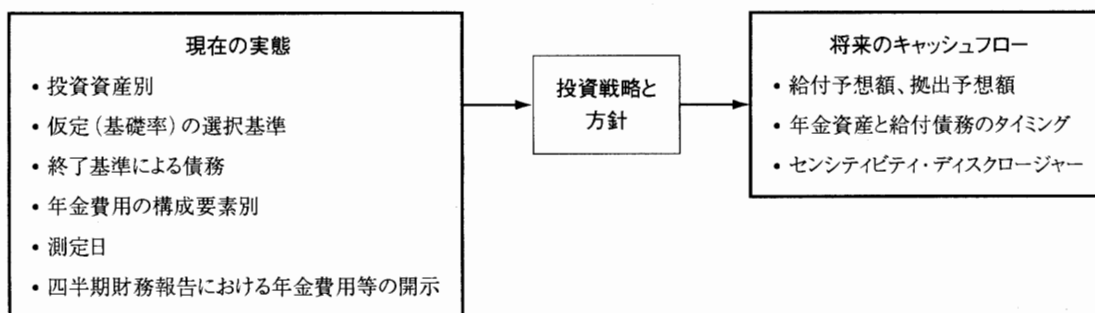 現在の実態
• 投資資産別
• 仮定(基礎率)の選択基準
• 終了基準による債務
• 年金費用の構成要素別
• 測定日
• 四半期財務報告における年金費用等の開示
投資戦略と
方針
将来のキャッシュフロー
• 給付予想額、拠出予想額
• 年金資産と給付債務のタイミング
• センシティビティ・ディスクロージャー